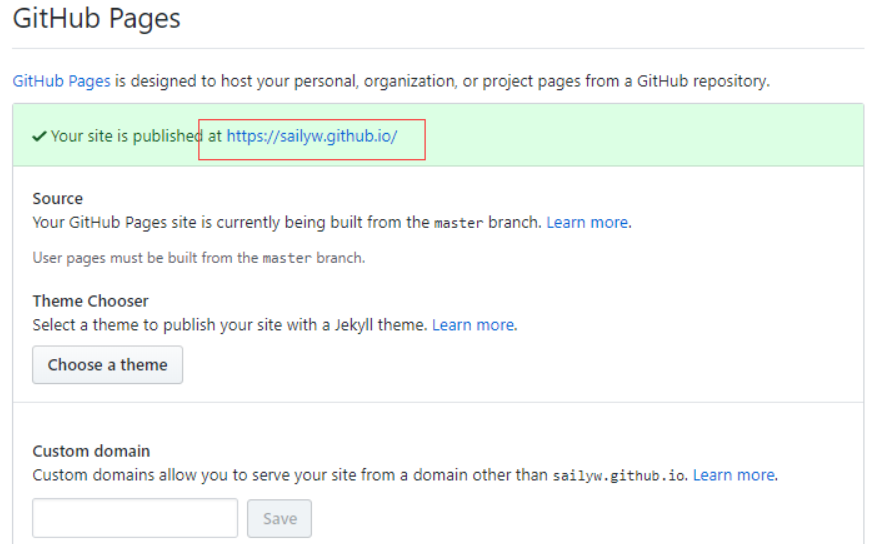 GitHub Pages
GitHub Pages is designed to host your personal, organization, or project pages from a GitHub repository.
Your site is published at https://sailyw.github.io/
Source
Your GitHub Pages site is currently being built from the master branch. Learn more.
User pages must be built from the master branch.
Theme Chooser
Select a theme to publish your site with a Jekyll theme. Learn more.
Choose a theme
Custom domain
Custom domains allow you to serve your site from a domain other than sailyw.github.io. Learn more.
Save